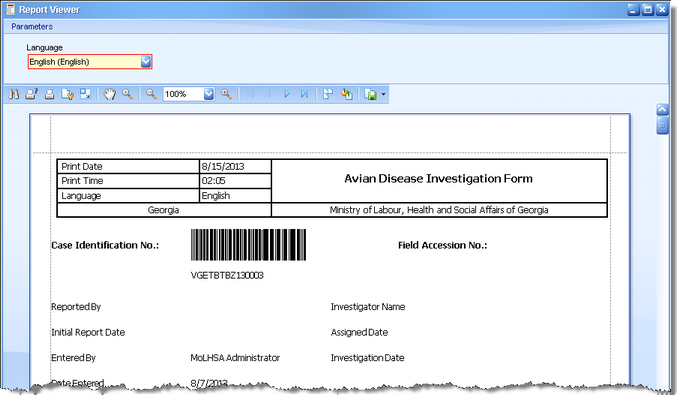 Report Viewer
Parameters
Language
English (English)
100%
Print Date 8/15/2013 Avian Disease Investigation Form
Print Time 02:05
Language English
Georgia Ministry of Labour, Health and Social Affairs of Georgia
Case Identification No.: Field Accession No.:
VGETBTBZ130003
Reported By Investigator Name
Initial Report Date Assigned Date
Entered By MoLHSA Administrator Investigation Date
Date Entered 8/7/2013